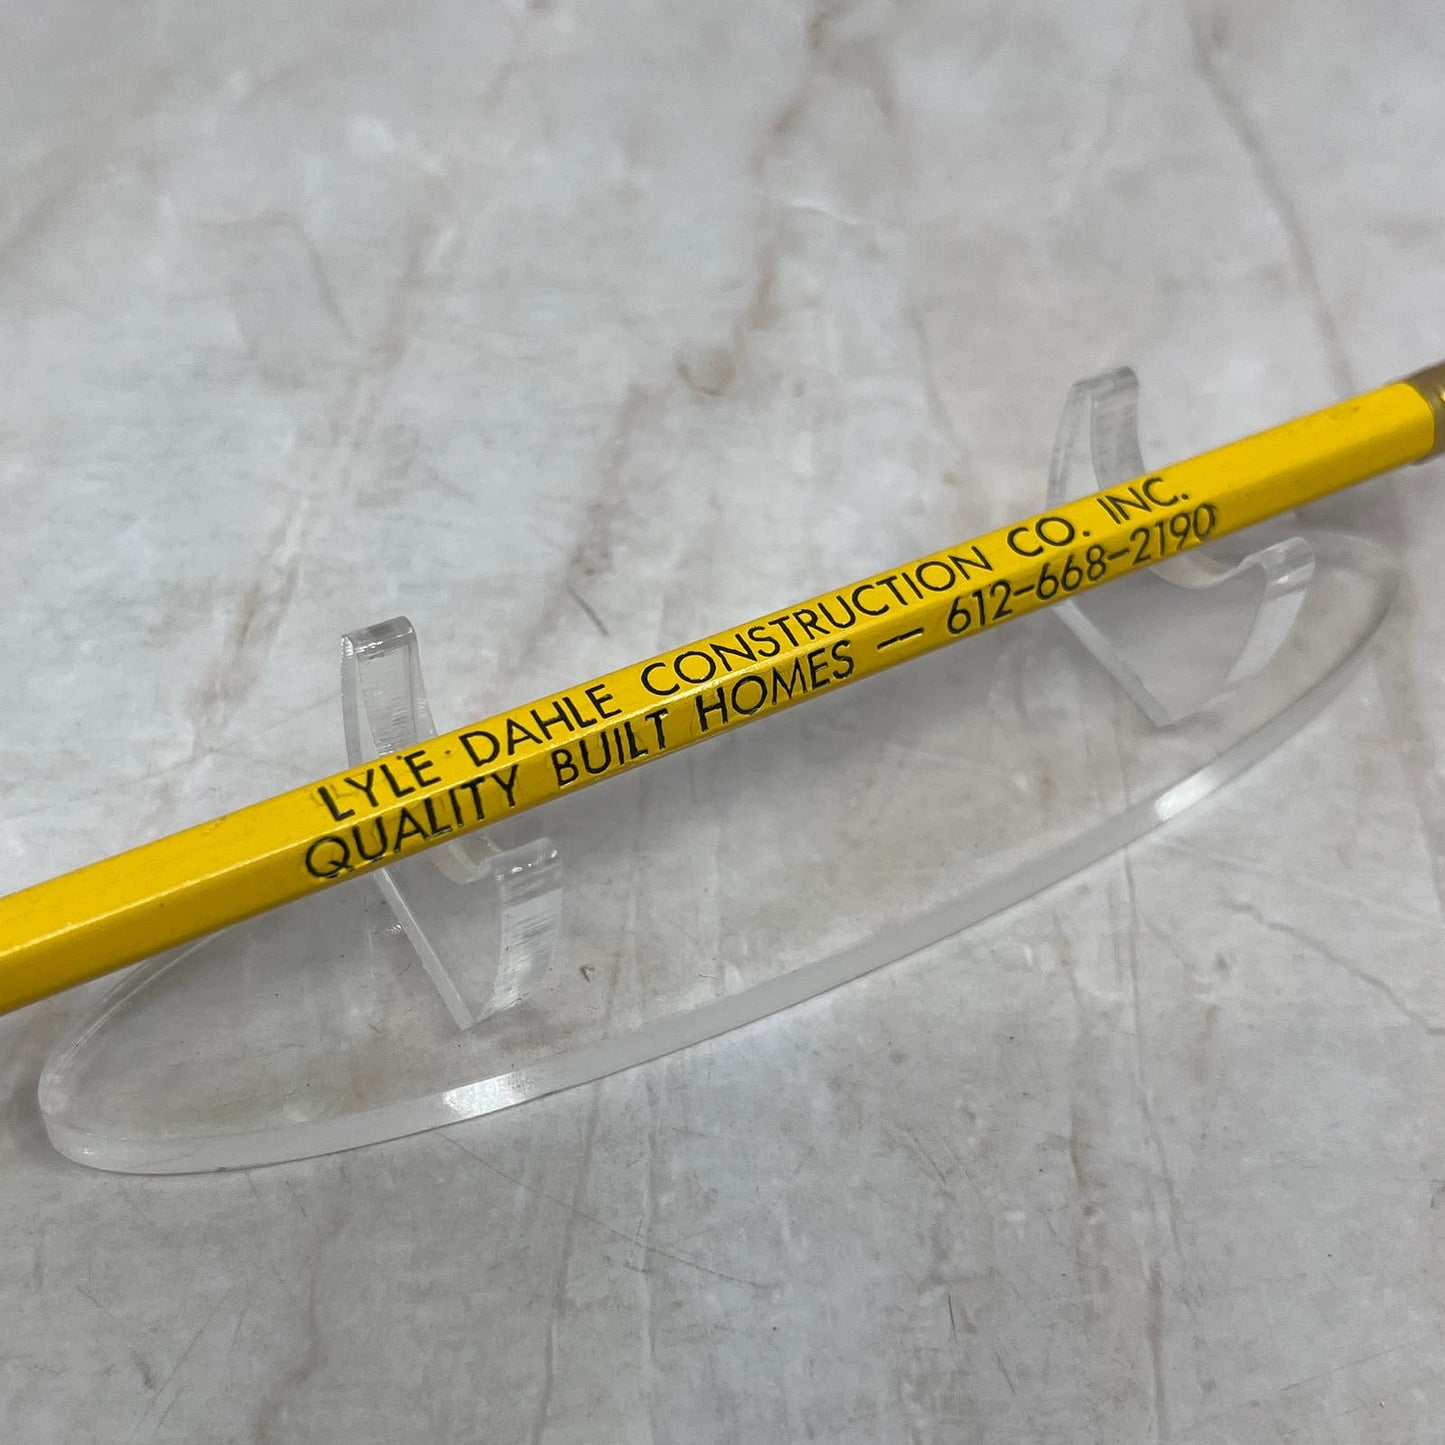 LYLE DAHLE CONSTRUCTION CO. INC.
QUALITY BUILT HOMES — 612-668-2190